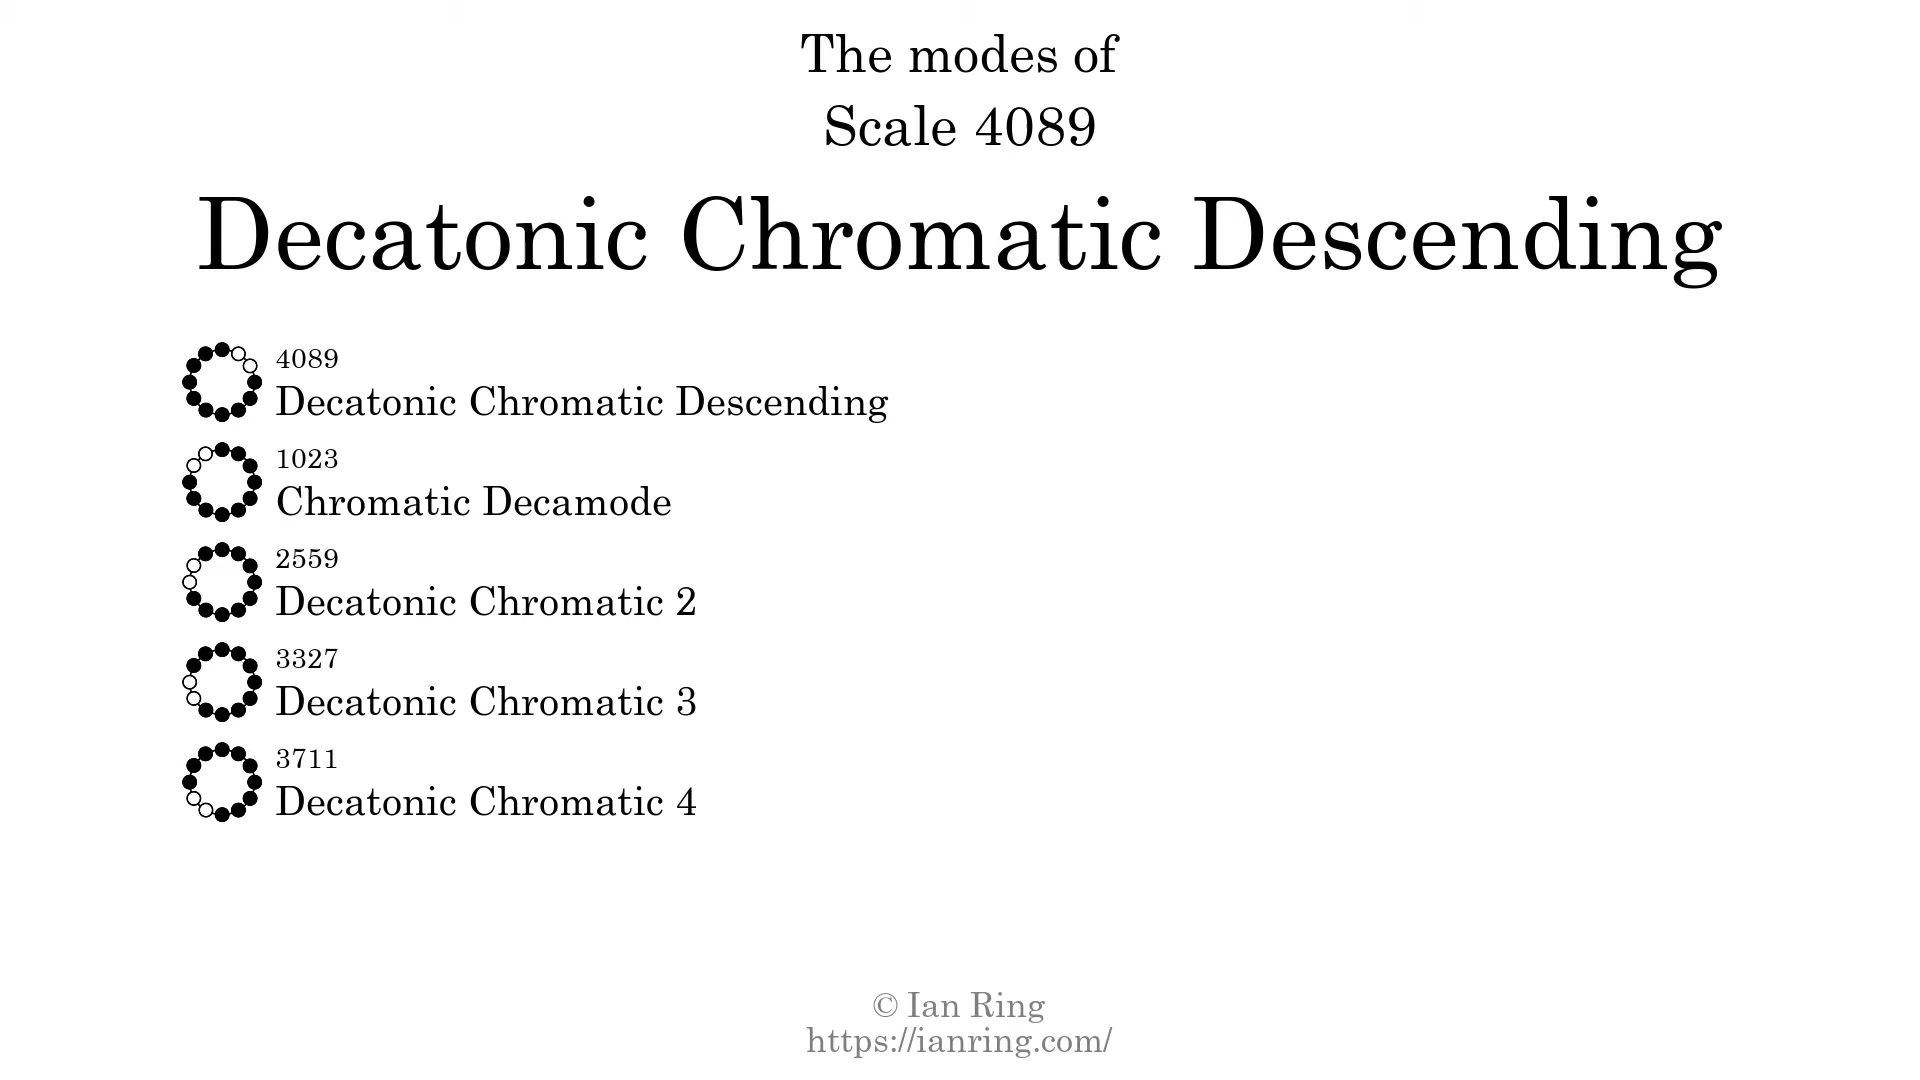 The modes of
Scale 4089
Decatonic Chromatic Descending
4089
Decatonic Chromatic Descending
1023
Chromatic Decamode
2559
Decatonic Chromatic 2
3327
Decatonic Chromatic 3
3711
Decatonic Chromatic 4
© Ian Ring
https://ianring.com/